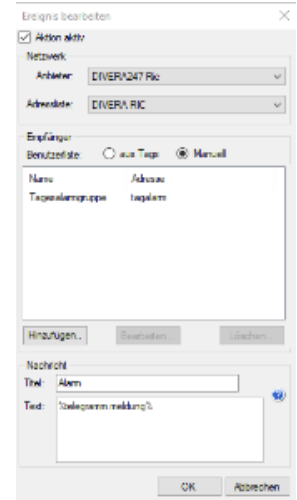 Ereignis bearbeiten
Aktion aktiv
Netzwerk
Anbieter: DIVERA247 Ric
Adressliste: DIVERA RIC
Empfänger
Benutzerliste: aus Tags Manuell
Name Adresse
Tagesalarmgruppe tagalarm
Hinzufügen.. Bearbeiten... Löschen...
Nachricht
Titel: Alarm
Text: %telegramm.meldung%
OK Abbrechen